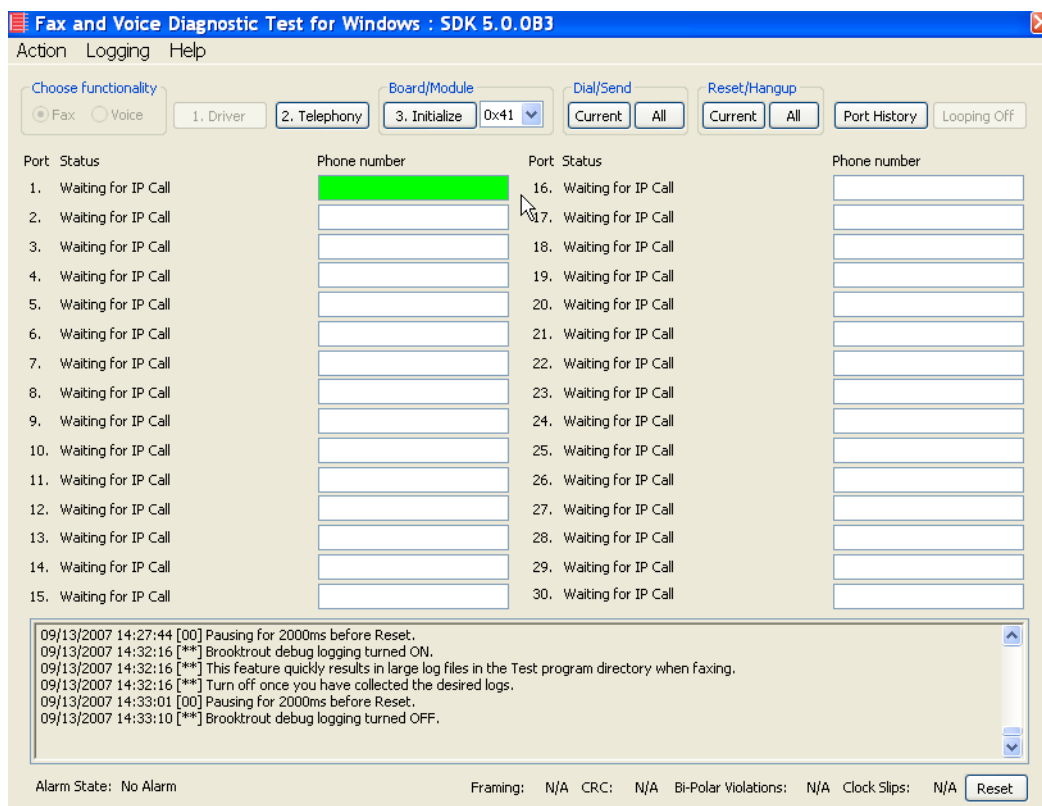 Fax and Voice Diagnostic Test for Windows : SDK 5.0.0B3
Action Logging Help
Choose functionality Board/Module Dial/Send Reset/Hangup
Fax Voice 1. Driver 2. Telephony 3. Initialize 0x41 Current All Current All Port History Looping Off
Port Status Phone number Port Status Phone number
1. Waiting for IP Call 16. Waiting for IP Call
2. Waiting for IP Call 17. Waiting for IP Call
3. Waiting for IP Call 18. Waiting for IP Call
4. Waiting for IP Call 19. Waiting for IP Call
5. Waiting for IP Call 20. Waiting for IP Call
6. Waiting for IP Call 21. Waiting for IP Call
7. Waiting for IP Call 22. Waiting for IP Call
8. Waiting for IP Call 23. Waiting for IP Call
9. Waiting for IP Call 24. Waiting for IP Call
10. Waiting for IP Call 25. Waiting for IP Call
11. Waiting for IP Call 26. Waiting for IP Call
12. Waiting for IP Call 27. Waiting for IP Call
13. Waiting for IP Call 28. Waiting for IP Call
14. Waiting for IP Call 29. Waiting for IP Call
15. Waiting for IP Call 30. Waiting for IP Call
09/13/2007 14:27:44 [00] Pausing for 2000ms before Reset.
09/13/2007 14:32:16 [**] Brooktrout debug logging turned ON.
09/13/2007 14:32:16 [**] This feature quickly results in large log files in the Test program directory when faxing.
09/13/2007 14:32:16 [**] Turn off once you have collected the desired logs.
09/13/2007 14:33:01 [00] Pausing for 2000ms before Reset.
09/13/2007 14:33:10 [**] Brooktrout debug logging turned OFF.
Alarm State: No Alarm Framing: N/A CRC: N/A Bi-Polar Violations: N/A Clock Slips: N/A Reset